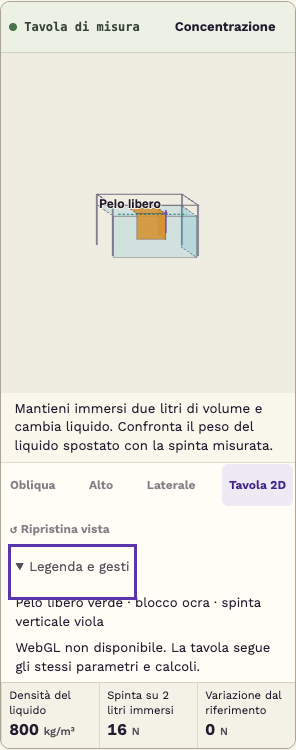 Tavola di misura
Concentrazione
Pelo libero
Mantieni immersi due litri di volume e
cambia liquido. Confronta il peso del
liquido spostato con la spinta misurata.
Obliqua
Alto
Laterale
Tavola 2D
↺ Ripristina vista
▼ Legenda e gesti
Pelo libero verde · blocco ocra · spinta
verticale viola
WebGL non disponibile. La tavola segue
gli stessi parametri e calcoli.
Densità del
liquido
800 kg/m³
Spinta su 2
litri immersi
16 N
Variazione dal
riferimento
0 N